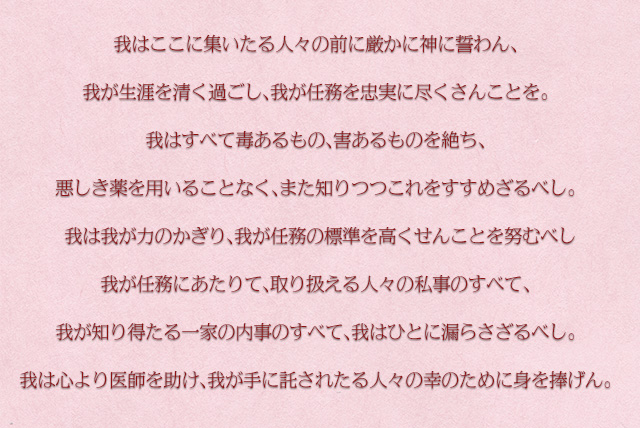 我はここに集いたる人々の前に厳かに神に誓わん、
我が生涯を清く過ごし、我が任務を忠実に尽くさんことを。
我はすべて毒あるもの、害あるものを絶ち、
悪しき薬を用いることなく、また知りつつこれをすすめざるべし。
我は我が力のかぎり、我が任務の標準を高くせんことを努むべし
我が任務にあたりて、取り扱える人々の私事のすべて、
我が知り得たる一家の内事のすべて、我はひとに漏らさざるべし。
我は心より医師を助け、我が手に託されたる人々の幸のために身を捧げん。